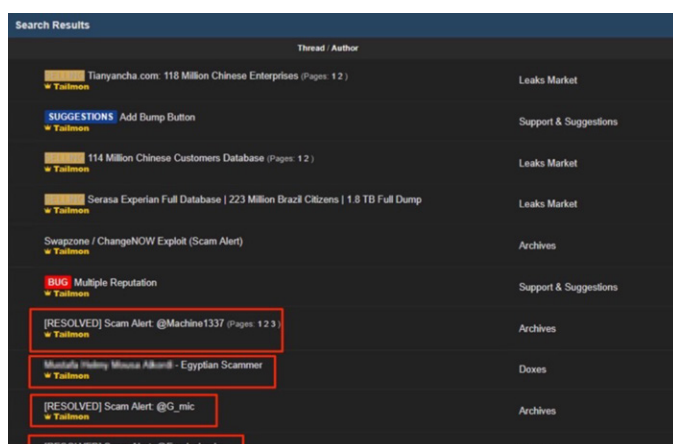 Search Results
Thread / Author
Tianyancha.com: 118 Million Chinese Enterprises (Pages: 1 2 )
Tailmon
Leaks Market
SUGGESTIONS Add Bump Button
Tailmon
Support & Suggestions
114 Million Chinese Customers Database (Pages: 1 2 )
Tailmon
Leaks Market
Serasa Experian Full Database | 223 Million Brazil Citizens | 1.8 TB Full Dump
Tailmon
Leaks Market
Swapzone / ChangeNOW Exploit (Scam Alert)
Tailmon
Archives
BUG Multiple Reputation
Tailmon
Support & Suggestions
[RESOLVED] Scam Alert: @Machine1337 (Pages: 1 2 3 )
Tailmon
Archives
- Egyptian Scammer
Tailmon
Doxes
[RESOLVED] Scam Alert: @G_mic
Tailmon
Archives